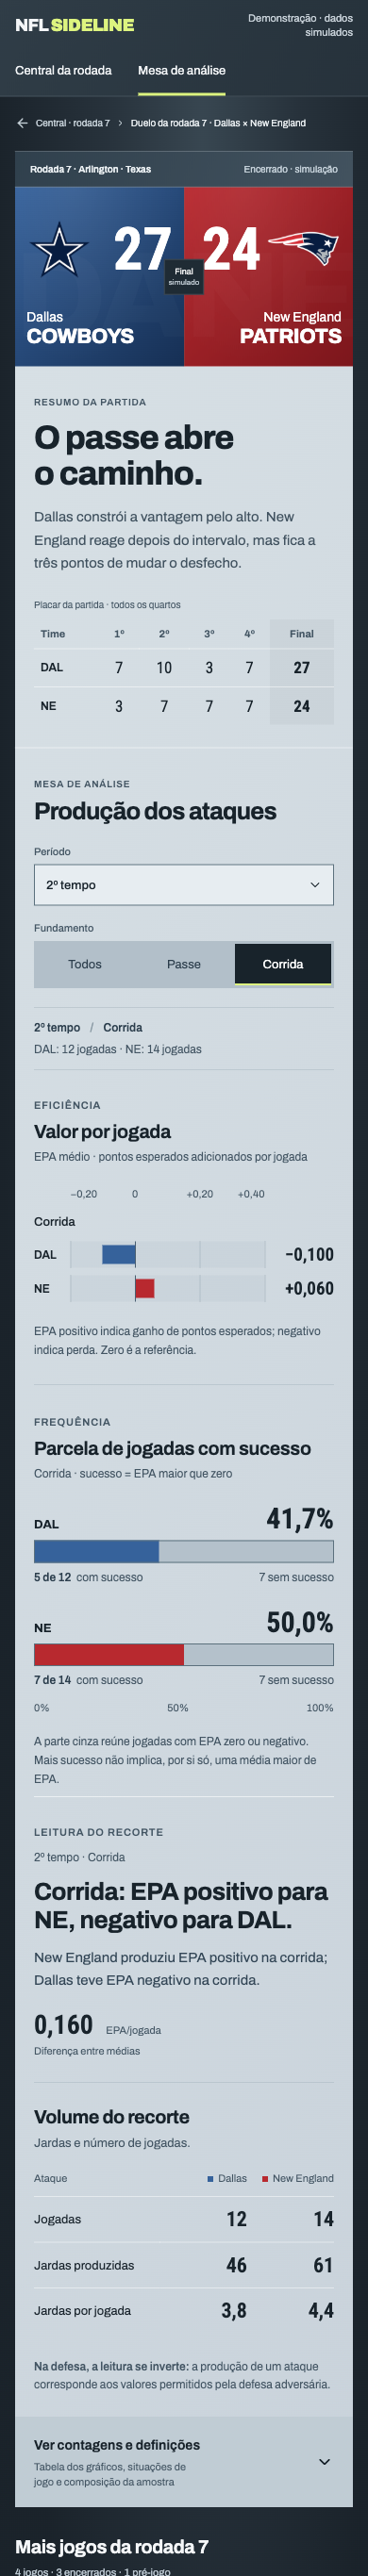 NFL SIDELINE
Demonstração · dados
simulados
Central da rodada
Mesa de análise
Central · rodada 7 › Duelo da rodada 7 · Dallas × New England
Rodada 7 · Arlington · Texas
Encerrado · simulação
27
24
Final
simulado
Dallas
COWBOYS
New England
PATRIOTS
RESUMO DA PARTIDA
O passe abre
o caminho.
Dallas constrói a vantagem pelo alto. New
England reage depois do intervalo, mas fica a
três pontos de mudar o desfecho.
Placar da partida · todos os quartos
Time 1º 2º 3º 4º Final
DAL 7 10 3 7 27
NE 3 7 7 7 24
MESA DE ANÁLISE
Produção dos ataques
Período
2º tempo
Fundamento
Todos Passe Corrida
2º tempo / Corrida
DAL: 12 jogadas · NE: 14 jogadas
EFICIÊNCIA
Valor por jogada
EPA médio · pontos esperados adicionados por jogada
−0,20 0 +0,20 +0,40
Corrida
DAL −0,100
NE +0,060
EPA positivo indica ganho de pontos esperados; negativo
indica perda. Zero é a referência.
FREQUÊNCIA
Parcela de jogadas com sucesso
Corrida · sucesso = EPA maior que zero
DAL 41,7%
5 de 12 com sucesso 7 sem sucesso
NE 50,0%
7 de 14 com sucesso 7 sem sucesso
0% 50% 100%
A parte cinza reúne jogadas com EPA zero ou negativo.
Mais sucesso não implica, por si só, uma média maior de
EPA.
LEITURA DO RECORTE
2º tempo · Corrida
Corrida: EPA positivo para
NE, negativo para DAL.
New England produziu EPA positivo na corrida;
Dallas teve EPA negativo na corrida.
0,160 EPA/jogada
Diferença entre médias
Volume do recorte
Jardas e número de jogadas.
Ataque Dallas New England
Jogadas 12 14
Jardas produzidas 46 61
Jardas por jogada 3,8 4,4
Na defesa, a leitura se inverte: a produção de um ataque
corresponde aos valores permitidos pela defesa adversária.
Ver contagens e definições
Tabela dos gráficos, situações de
jogo e composição da amostra
Mais jogos da rodada 7
4 jogos · 3 encerrados · 1 pré-jogo